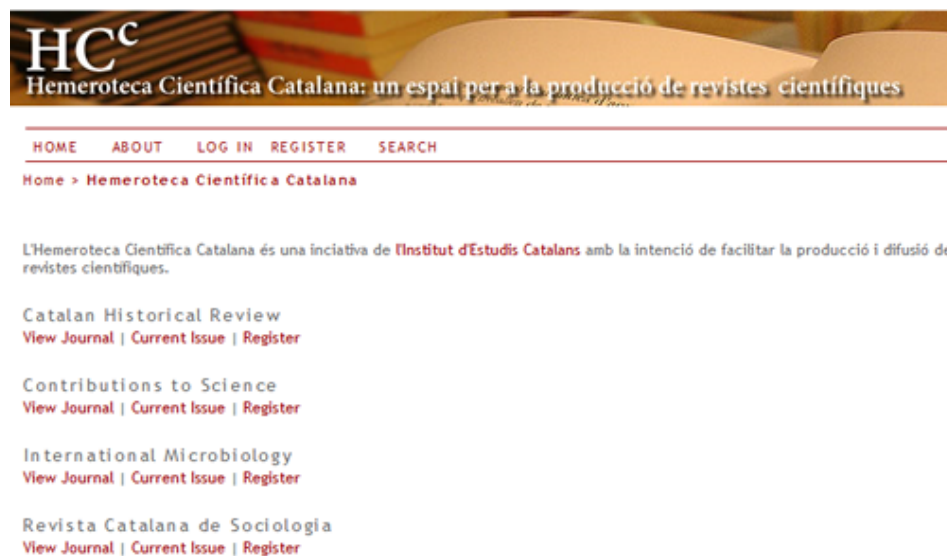 HCc
Hemeroteca Científica Catalana: un espai per a la producció de revistes científiques
HOME ABOUT LOG IN REGISTER SEARCH
Home > Hemeroteca Científica Catalana
L'Hemeroteca Científica Catalana és una inciativa de l'Institut d'Estudis Catalans amb la intenció de facilitar la producció i difusió de
revistes científiques.
Catalan Historical Review
View Journal | Current Issue | Register
Contributions to Science
View Journal | Current Issue | Register
International Microbiology
View Journal | Current Issue | Register
Revista Catalana de Sociologia
View Journal | Current Issue | Register